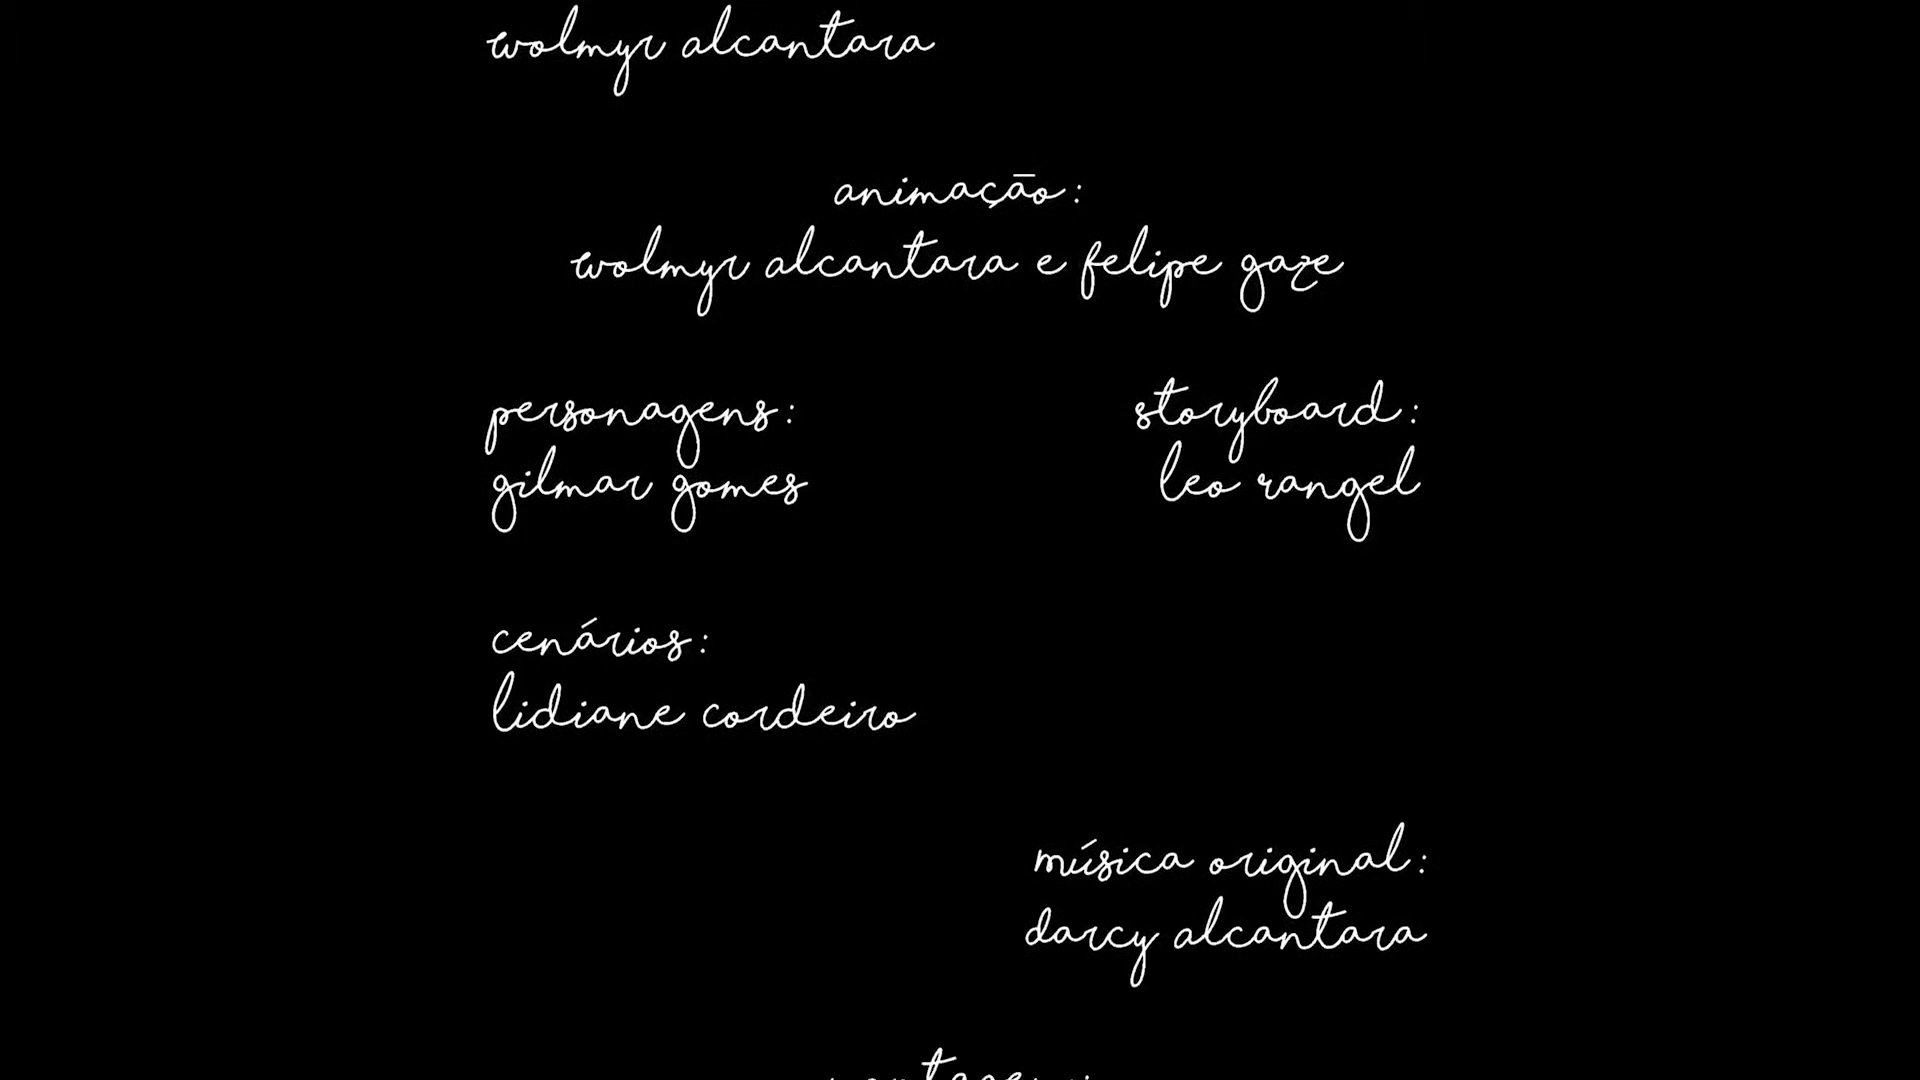 wolmyr alcantara
animação:
wolmyr alcantara e felipe gaze
personagens:
gilmar gomes
storyboard:
leo rangel
cenários:
lidiane cordeiro
música original:
darcy alcantara